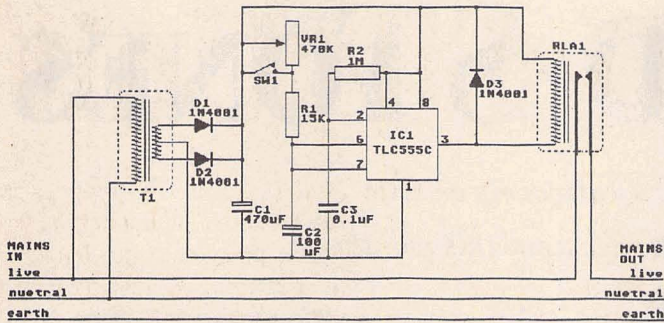 VR1
470K
SW1
R1
15K
R2
1M
4
8
2
6
7
3
1
IC1
TLC555C
D3
1N4001
RLA1
D1
1N4001
D2
1N4001
T1
C1
470uF
C2
100
uF
C3
0.1uF
MAINS
IN
live
nuetral
earth
MAINS
OUT
live
neutral
earth